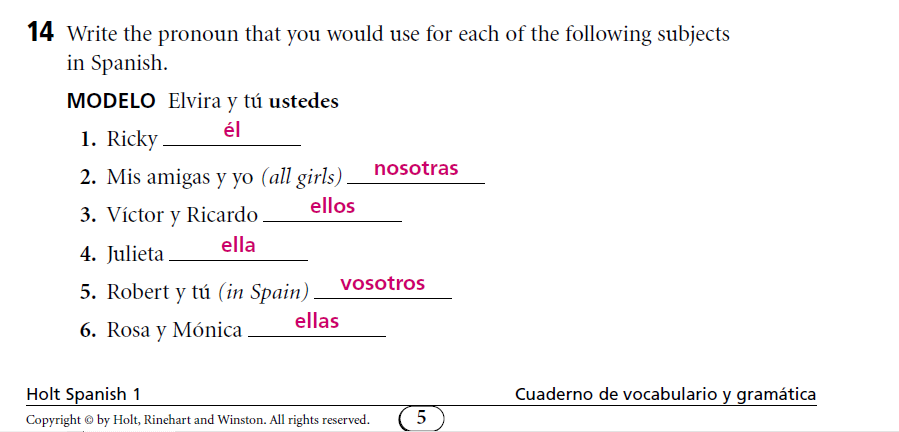 14 Write the pronoun that you would use for each of the following subjects
in Spanish.
MODELO Elvira y tú ustedes
1. Ricky él
2. Mis amigas y yo (all girls) nosotras
3. Víctor y Ricardo ellos
4. Julieta ella
5. Robert y tú (in Spain) vosotros
6. Rosa y Mónica ellas
Holt Spanish 1 Cuaderno de vocabulario y gramática
Copyright © by Holt, Rinehart and Winston. All rights reserved. 5